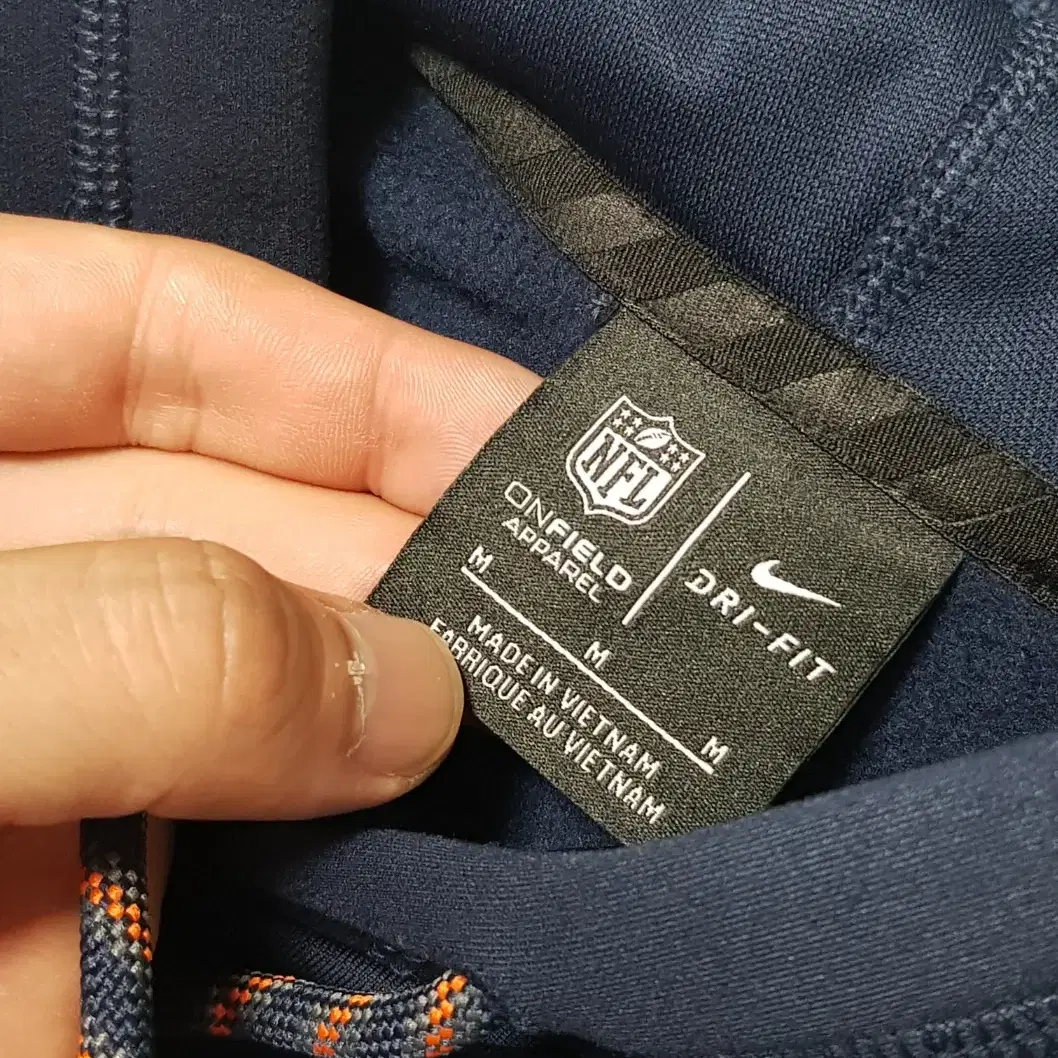 NFL
ONFIELD
APPAREL
DRI-FIT
M
M
M
MADE IN VIETNAM
FABRIQUE AU VIETNAM